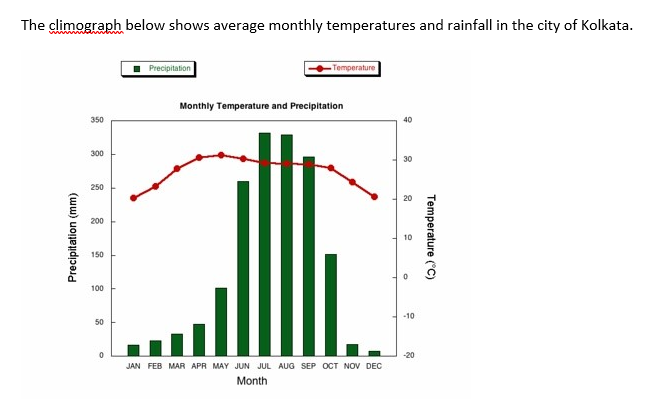 The climograph below shows average monthly temperatures and rainfall in the city of Kolkata.
Precipitation
Temperature
Monthly Temperature and Precipitation
350
300
250
200
150
100
50
0
Precipitation (mm)
40
30
20
10
0
-10
-20
Temperature (°C)
JAN FEB MAR APR MAY JUN JUL AUG SEP OCT NOV DEC
Month